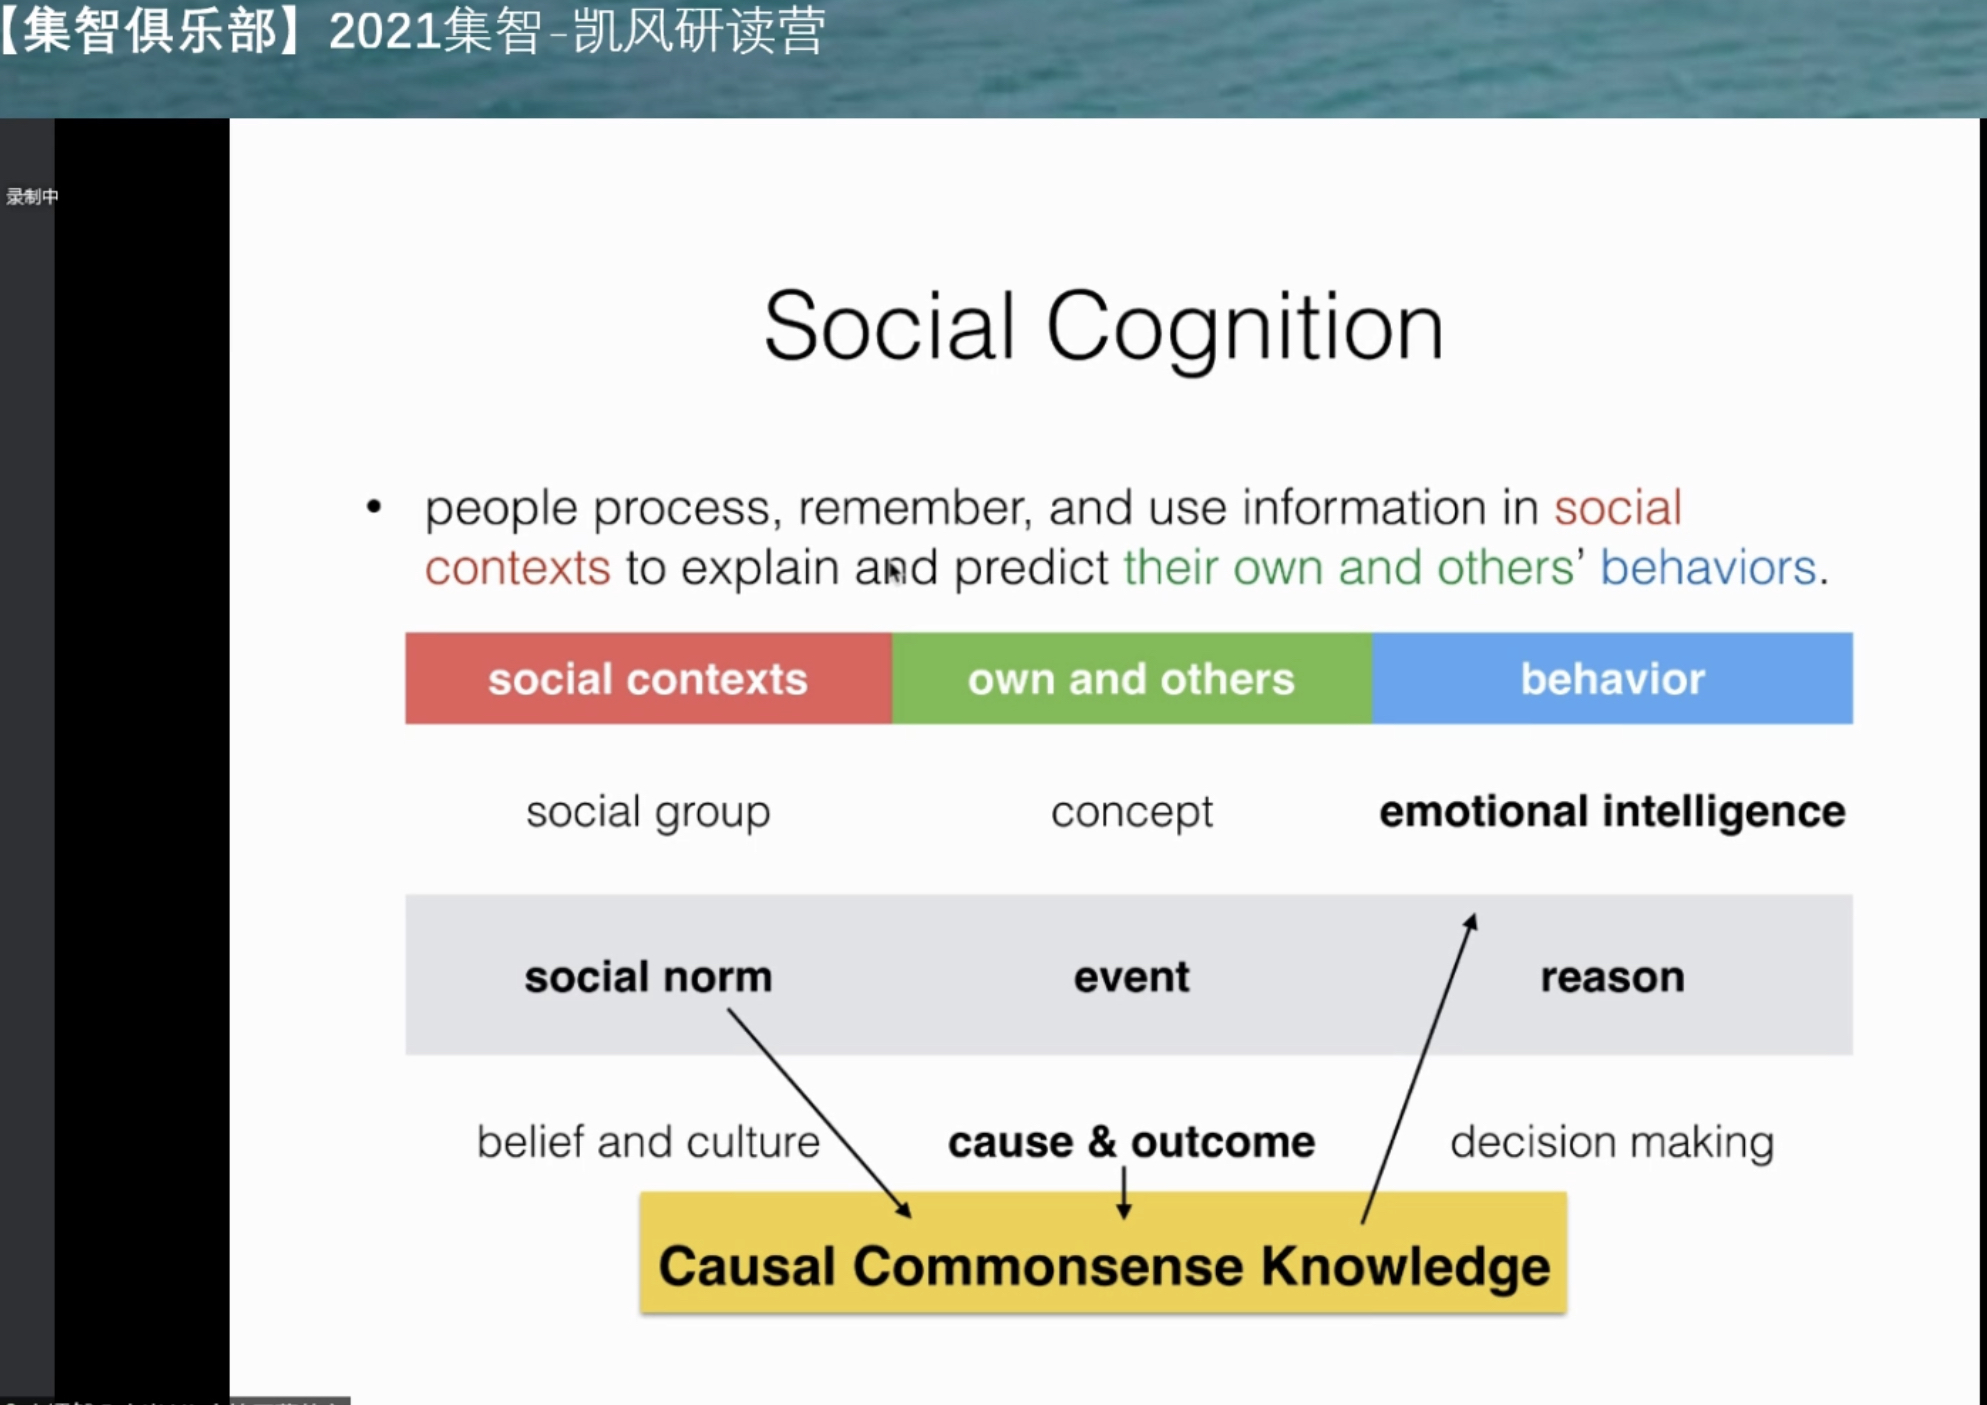 【集智俱乐部】2021集智-凯风研读营
录制中
Social Cognition
• people process, remember, and use information in social
contexts to explain and predict their own and others’ behaviors.
social contexts own and others behavior
social group concept emotional intelligence
social norm event reason
belief and culture cause & outcome decision making
Causal Commonsense Knowledge